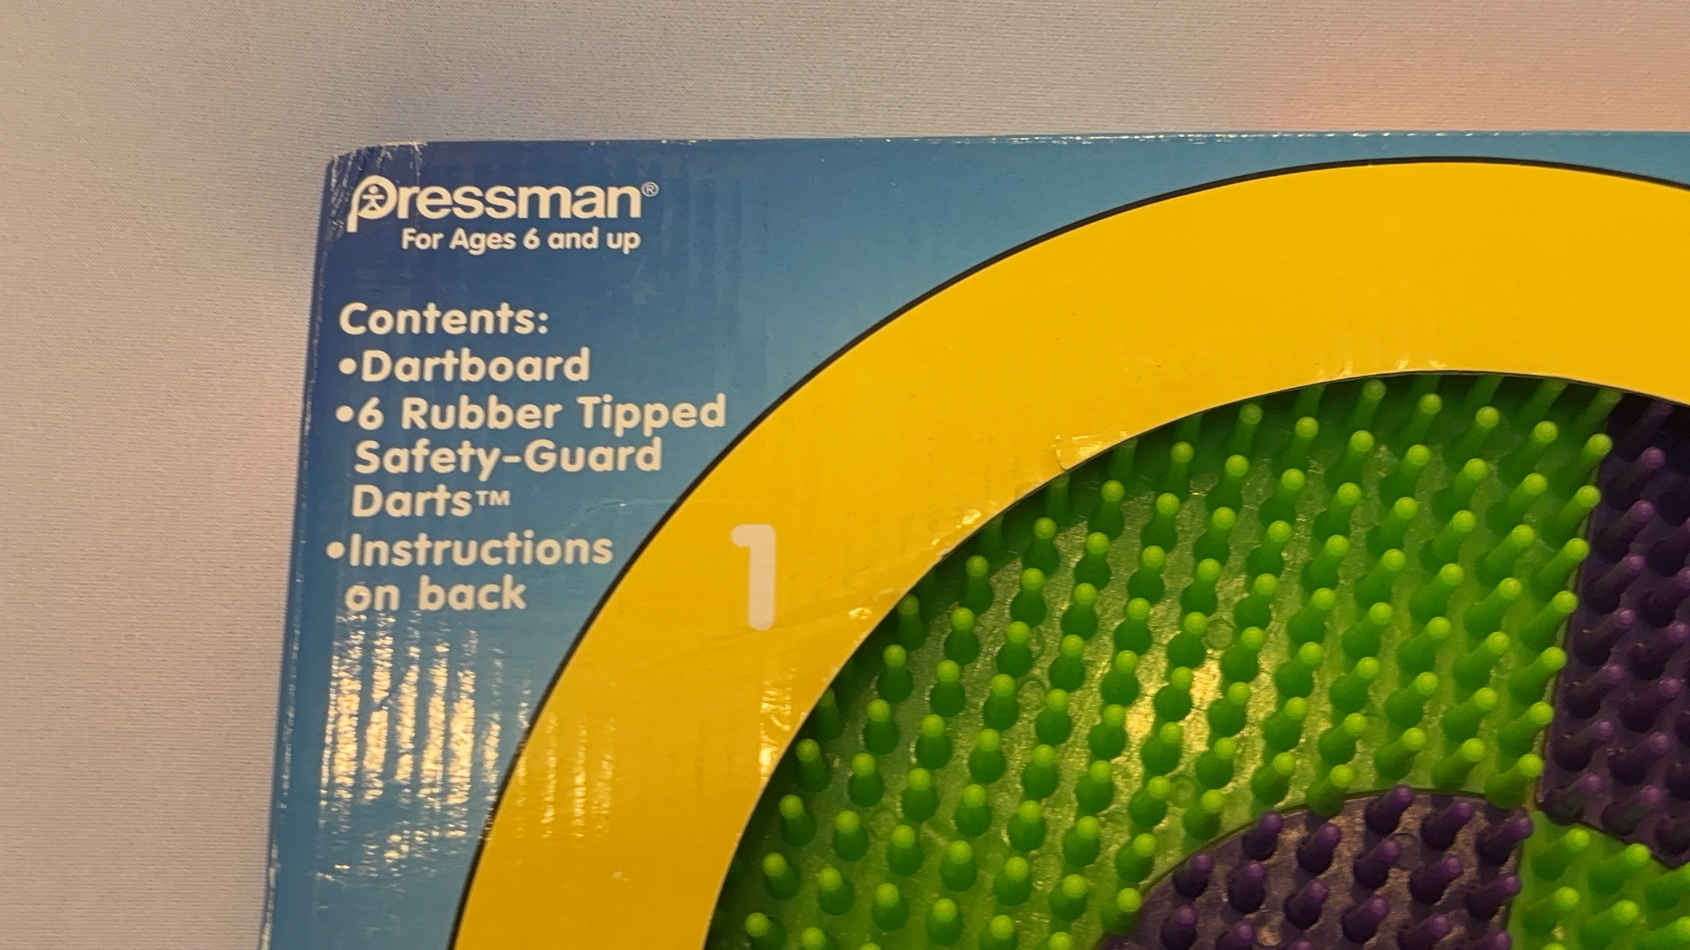 Pressman®
For Ages 6 and up
Contents:
•Dartboard
•6 Rubber Tipped
Safety-Guard
Darts™
•Instructions
on back
1